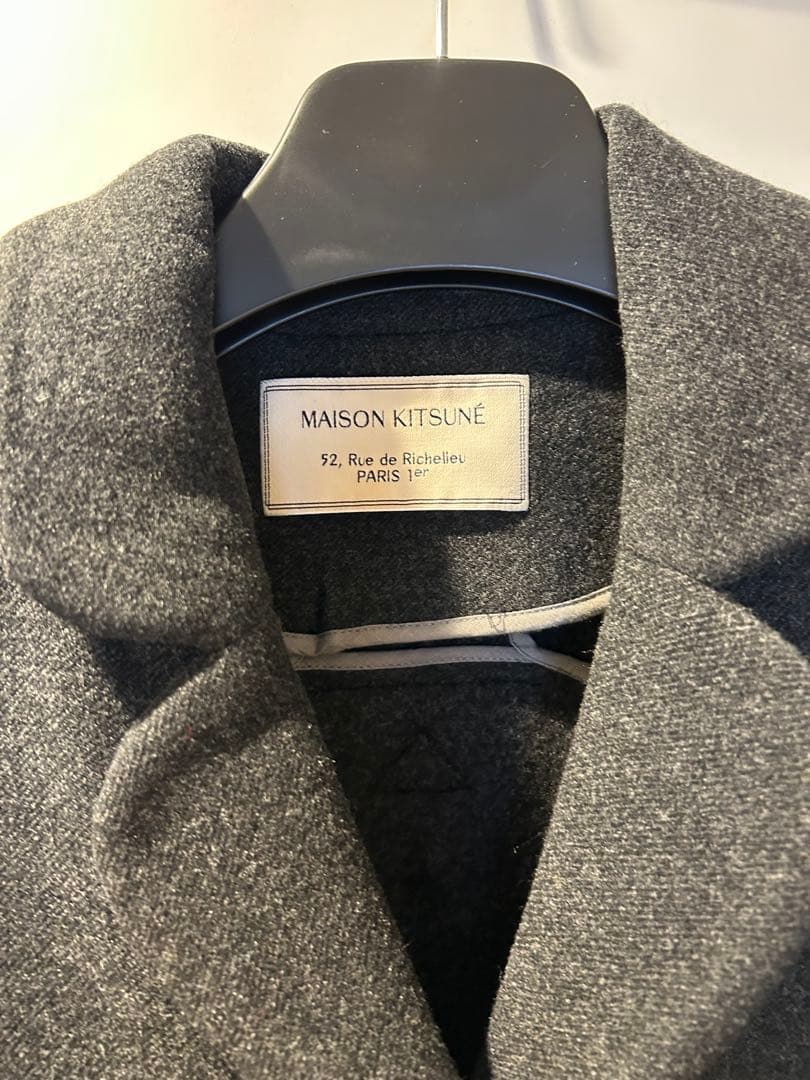 MAISON KITSUNÉ
52, Rue de Richelieu
PARIS 1er